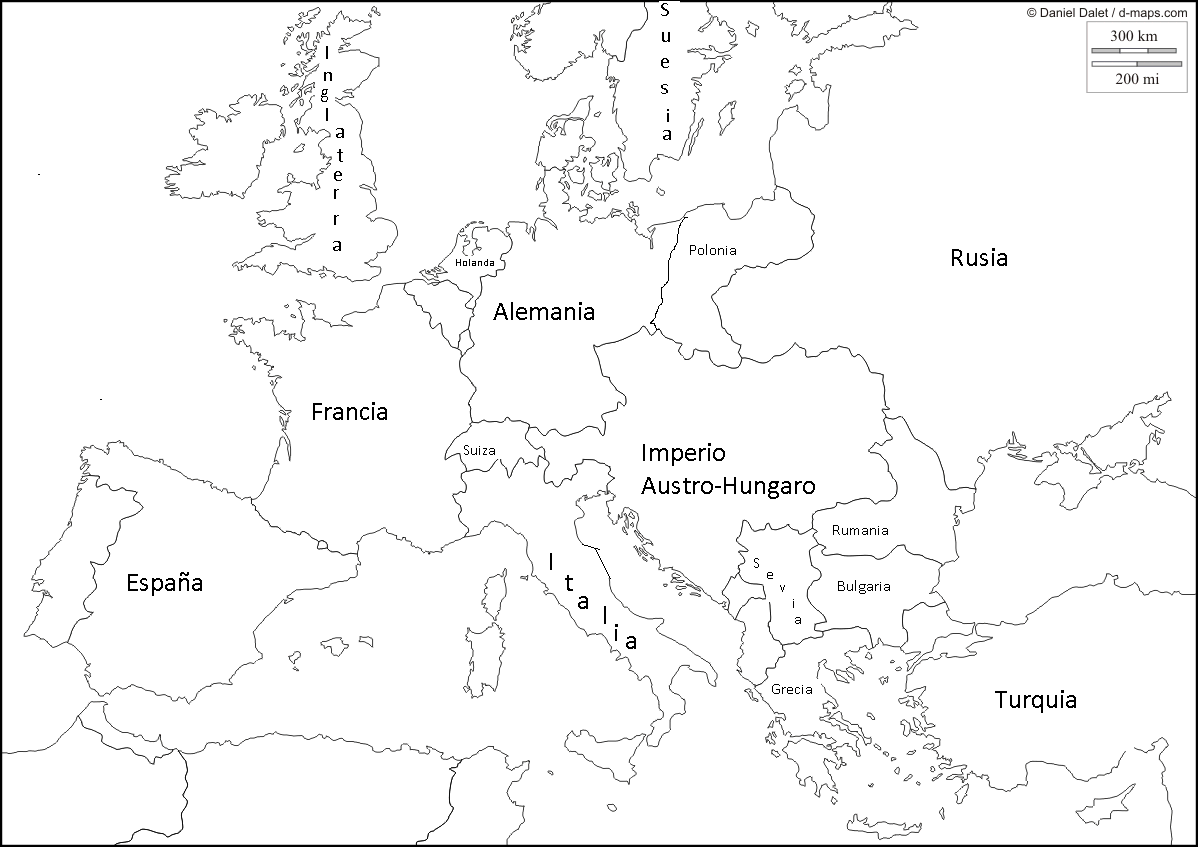 © Daniel Dalet / d-maps.com
300 km
200 mi
Suesia
Inglaterra
Polonia
Rusia
Holanda
Alemania
Francia
Suiza
Imperio
Austro-Hungaro
Rumania
España
Italia
Sevia
Bulgaria
Grecia
Turquia